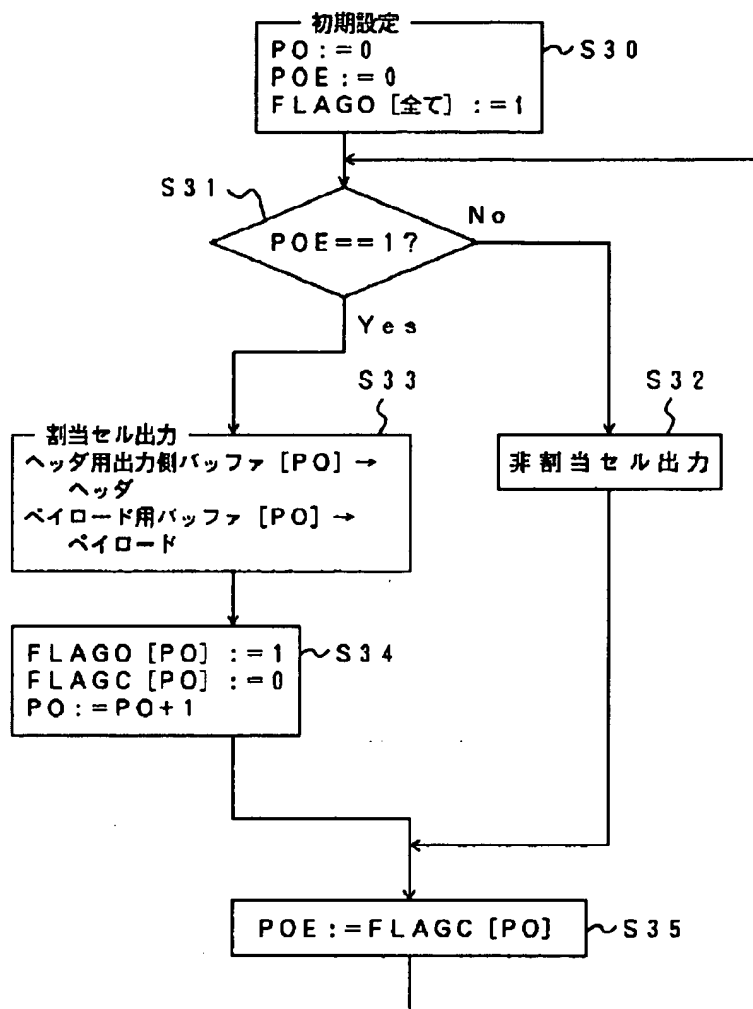 初期設定
PO:=0
POE:=0
FLAGO[全て]:=1
S30
S31
POE==1?
No
Yes
S33
割当セル出力
ヘッダ用出力側バッファ[PO]→
ヘッダ
ペイロード用バッファ[PO]→
ペイロード
S32
非割当セル出力
FLAGO[PO]:=1
FLAGC[PO]:=0
PO:=PO+1
S34
POE:=FLAGC[PO]
S35